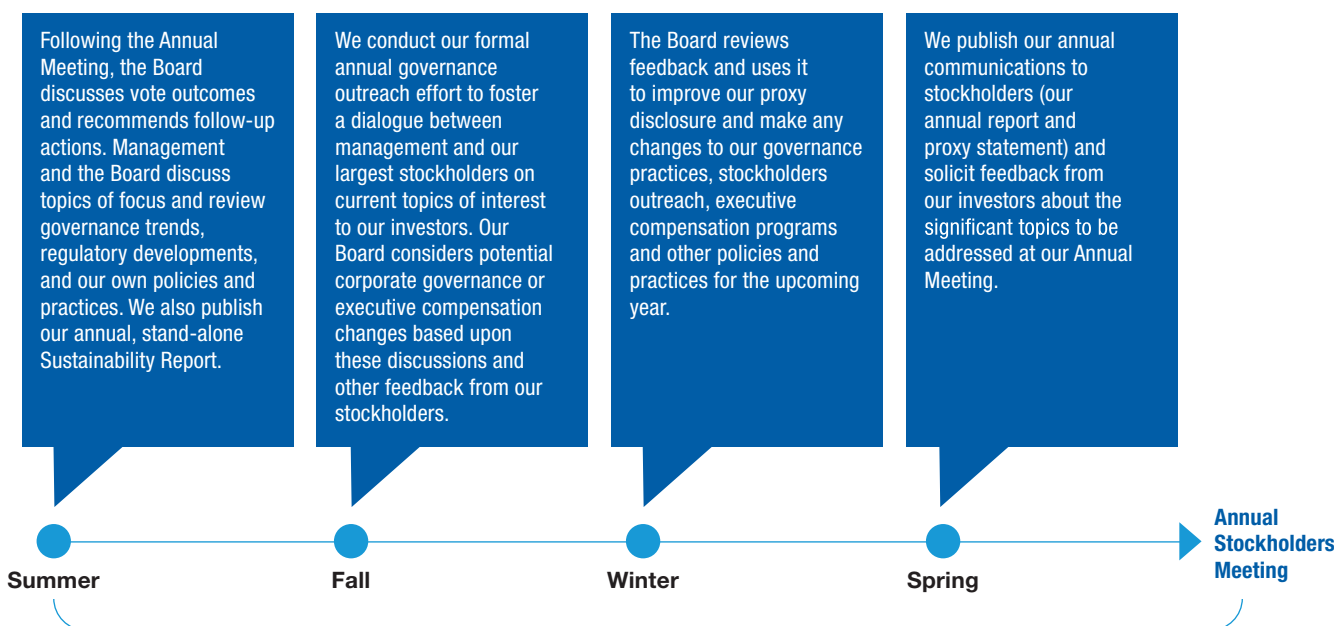 Following the Annual
Meeting, the Board
discusses vote outcomes
and recommends follow-up
actions. Management
and the Board discuss
topics of focus and review
governance trends,
regulatory developments,
and our own policies and
practices. We also publish
our annual, stand-alone
Sustainability Report.
We conduct our formal
annual governance
outreach effort to foster
a dialogue between
management and our
largest stockholders on
current topics of interest
to our investors. Our
Board considers potential
corporate governance or
executive compensation
changes based upon
these discussions and
other feedback from our
stockholders.
The Board reviews
feedback and uses it
to improve our proxy
disclosure and make any
changes to our governance
practices, stockholders
outreach, executive
compensation programs
and other policies and
practices for the upcoming
year.
We publish our annual
communications to
stockholders (our
annual report and
proxy statement) and
solicit feedback from
our investors about the
significant topics to be
addressed at our Annual
Meeting.
Summer
Fall
Winter
Spring
Annual
Stockholders
Meeting